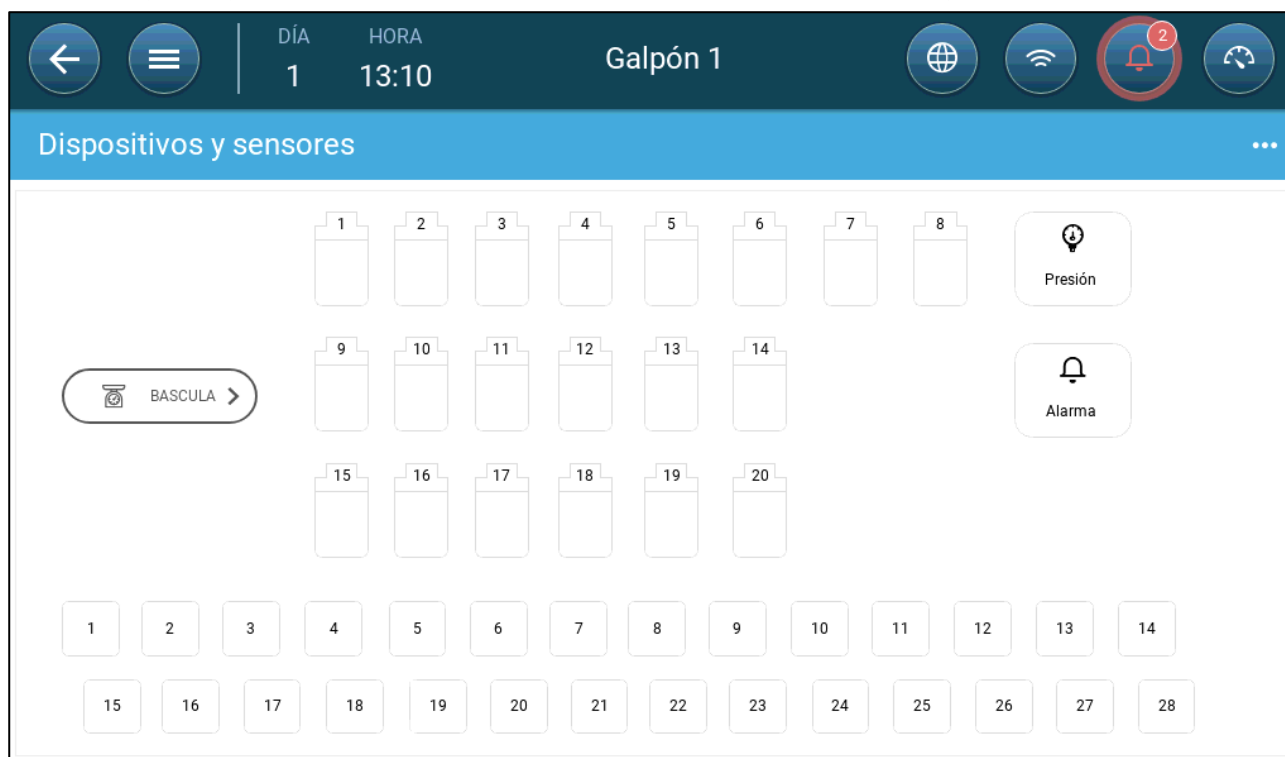 DÍA HORA
1 13:10 Galpón 1 2
Dispositivos y sensores
1 2 3 4 5 6 7 8
Presión
9 10 11 12 13 14
BASCULA Alarma
15 16 17 18 19 20
1 2 3 4 5 6 7 8 9 10 11 12 13 14
15 16 17 18 19 20 21 22 23 24 25 26 27 28